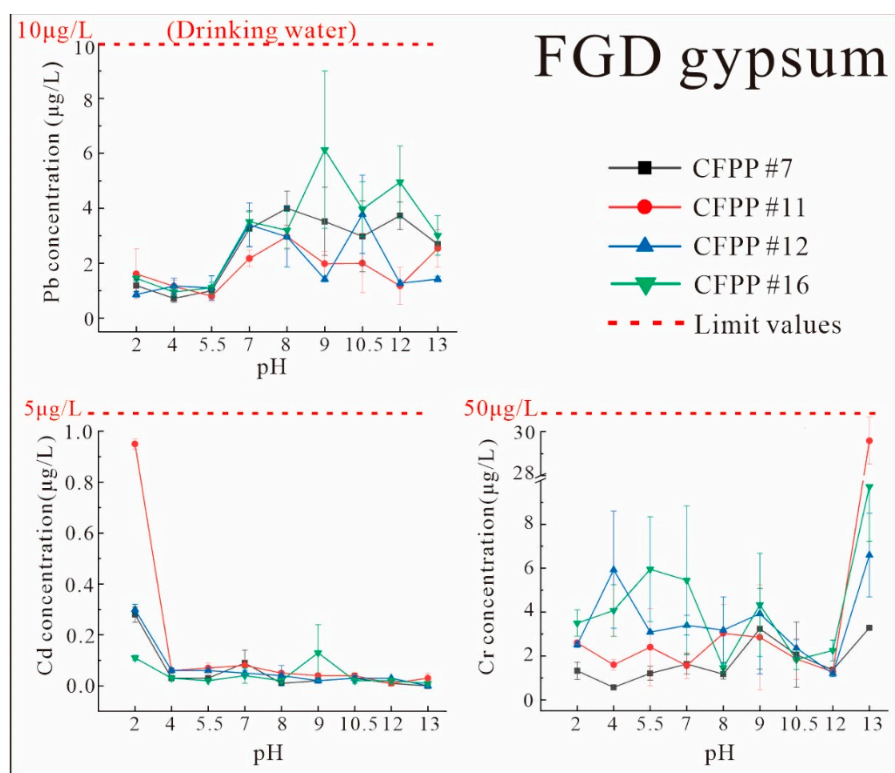 10μg/L (Drinking water)
FGD gypsum
10
8
6
4
2
0
Pb concentration (μg/L)
2 4 5.5 7 8 9 10.5 12 13
pH
CFPP #7
CFPP #11
CFPP #12
CFPP #16
Limit values
5μg/L
1.0
0.8
0.6
0.4
0.2
0.0
Cd concentration(μg/L)
2 4 5.5 7 8 9 10.5 12 13
pH
50μg/L
30
28
8
6
4
2
0
Cr concentration(μg/L)
2 4 5.5 7 8 9 10.5 12 13
pH